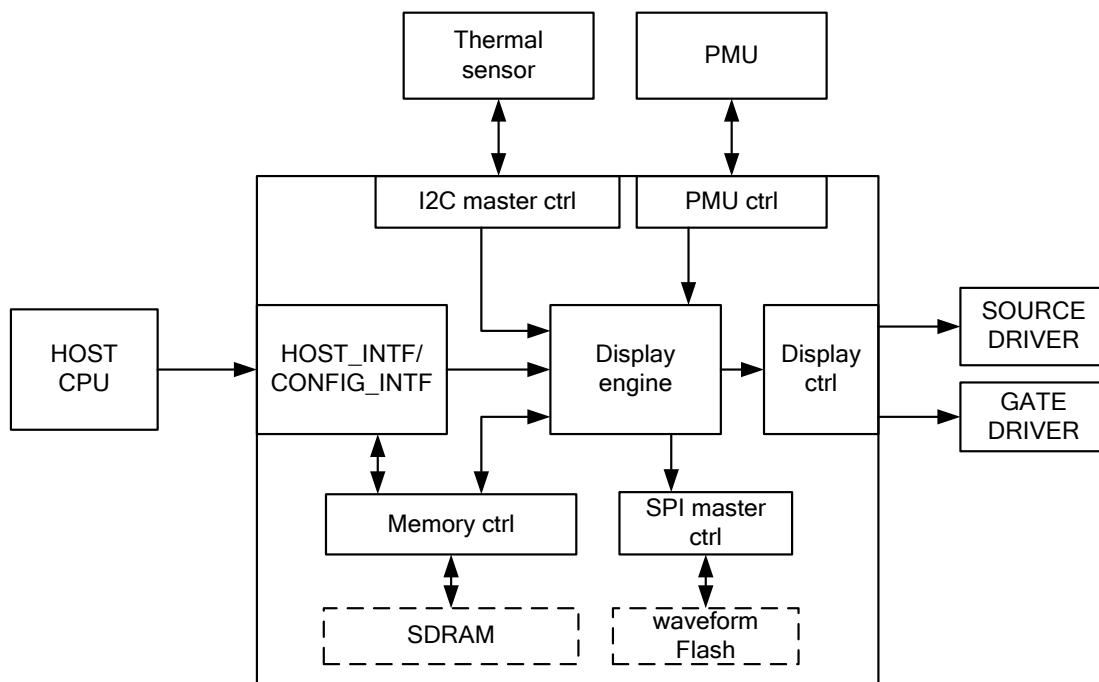 Thermal
sensor
PMU
I2C master ctrl
PMU ctrl
HOST
CPU
HOST_INTF/
CONFIG_INTF
Display
engine
Display
ctrl
SOURCE
DRIVER
GATE
DRIVER
Memory ctrl
SPI master
ctrl
SDRAM
waveform
Flash